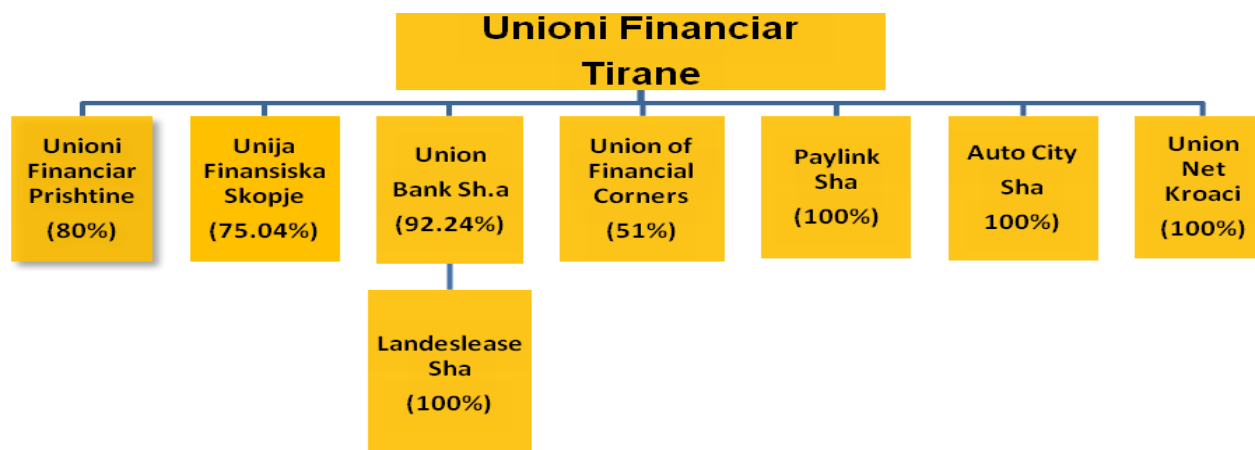 Unioni Financiar
Tirane
Unioni
Financiar
Prishtine
(80%)
Unija
Finansiska
Skopje
(75.04%)
Union
Bank Sh.a
(92.24%)
Union of
Financial
Corners
(51%)
Paylink
Sha
(100%)
Auto City
Sha
100%)
Union
Net
Kroaci
(100%)
Landeslease
Sha
(100%)